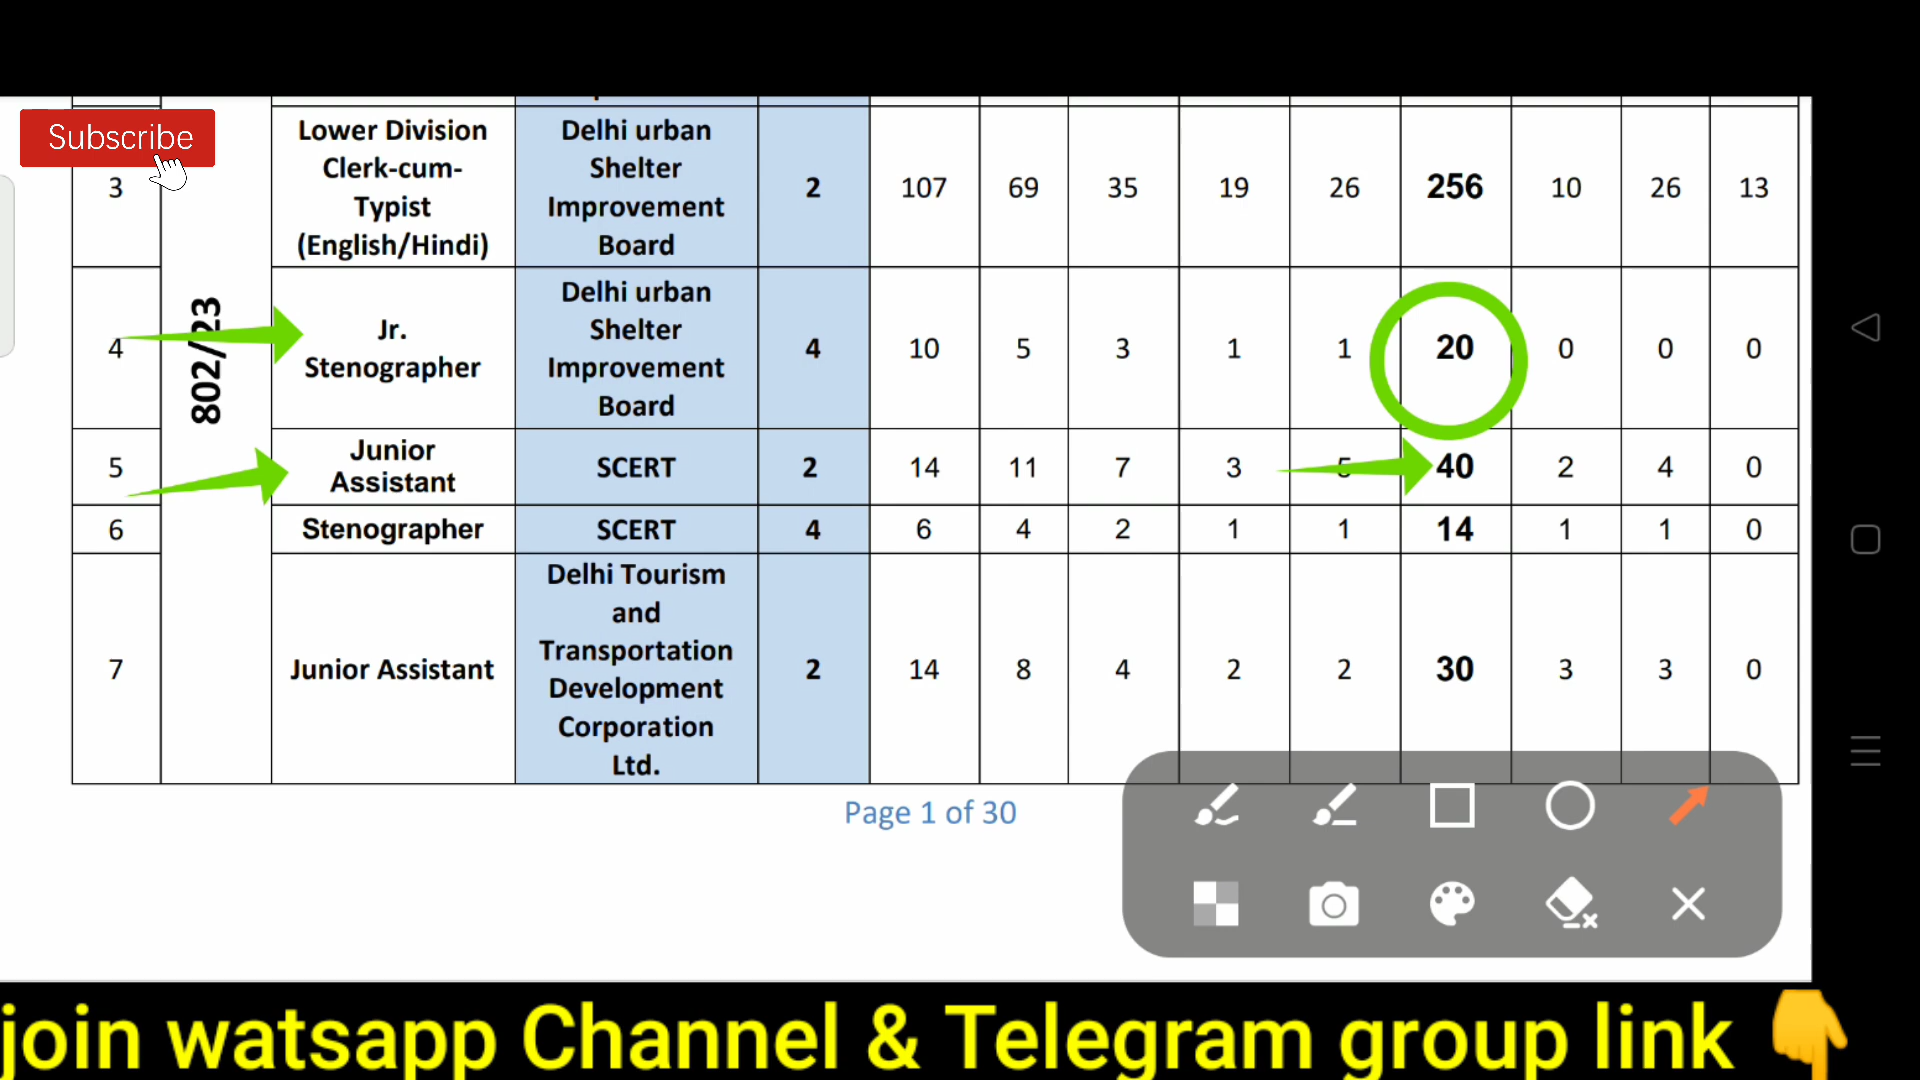 Subscribe
3
802/23
Lower Division
Clerk-cum-
Typist
(English/Hindi)
Delhi urban
Shelter
Improvement
Board
2 107 69 35 19 26 256 10 26 13
4
Jr.
Stenographer
Delhi urban
Shelter
Improvement
Board
4 10 5 3 1 1 20 0 0 0
5
Junior
Assistant
SCERT
2 14 11 7 3 5 40 2 4 0
6 Stenographer SCERT 4 6 4 2 1 1 14 1 1 0
7
Junior Assistant
Delhi Tourism
and
Transportation
Development
Corporation
Ltd.
2 14 8 4 2 2 30 3 3 0
Page 1 of 30
join watsapp Channel & Telegram group link